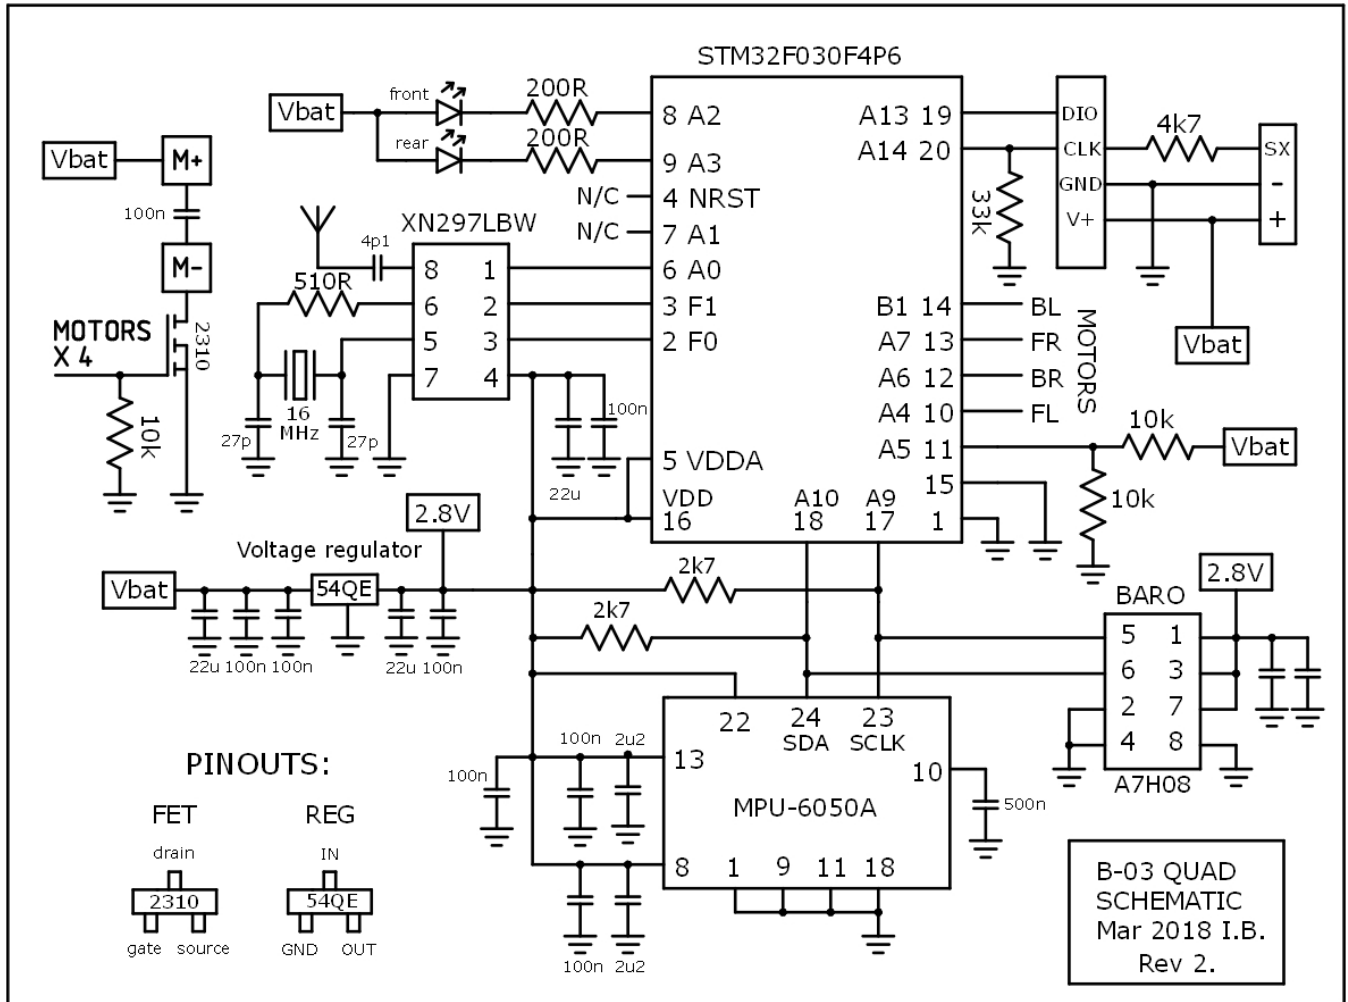 STM32F030F4P6
Vbat
front
200R
rear
200R
8 A2
9 A3
N/C
4 NRST
N/C
7 A1
6 A0
3 F1
2 F0
5 VDDA
VDD
16
A13 19
A14 20
B1 14
A7 13
A6 12
A4 10
A5 11
15
1
A10
18
A9
17
DIO
CLK
GND
V+
4k7
SX
-
+
33k
Vbat
BL
FR
BR
FL
MOTORS
10k
Vbat
10k
Vbat
M+
100n
M-
2310
MOTORS
X 4
10k
XN297LBW
4p1
510R
8 1
6 2
5 3
7 4
16
MHz
27p
27p
100n
22u
2.8V
Voltage regulator
Vbat
54QE
22u 100n 100n
22u 100n
2k7
2k7
2.8V
BARO
5 1
6 3
2 7
4 8
A7H08
22
24
SDA
23
SCLK
13
10
MPU-6050A
8
1
9
11
18
100n
100n
2u2
500n
100n
2u2
PINOUTS:
FET
drain
2310
gate source
REG
IN
54QE
GND OUT
B-03 QUAD
SCHEMATIC
Mar 2018 I.B.
Rev 2.